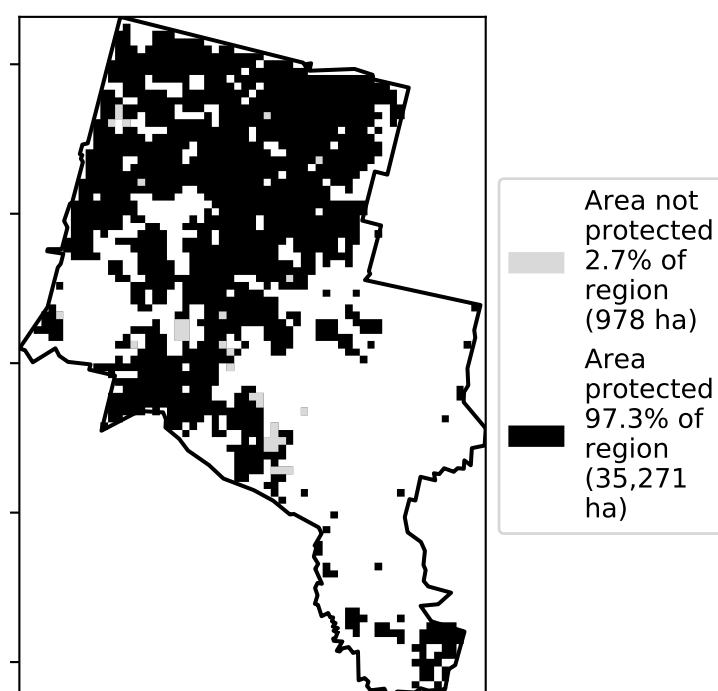 Area not
protected
2.7% of
region
(978 ha)
Area
protected
97.3% of
region
(35,271
ha)